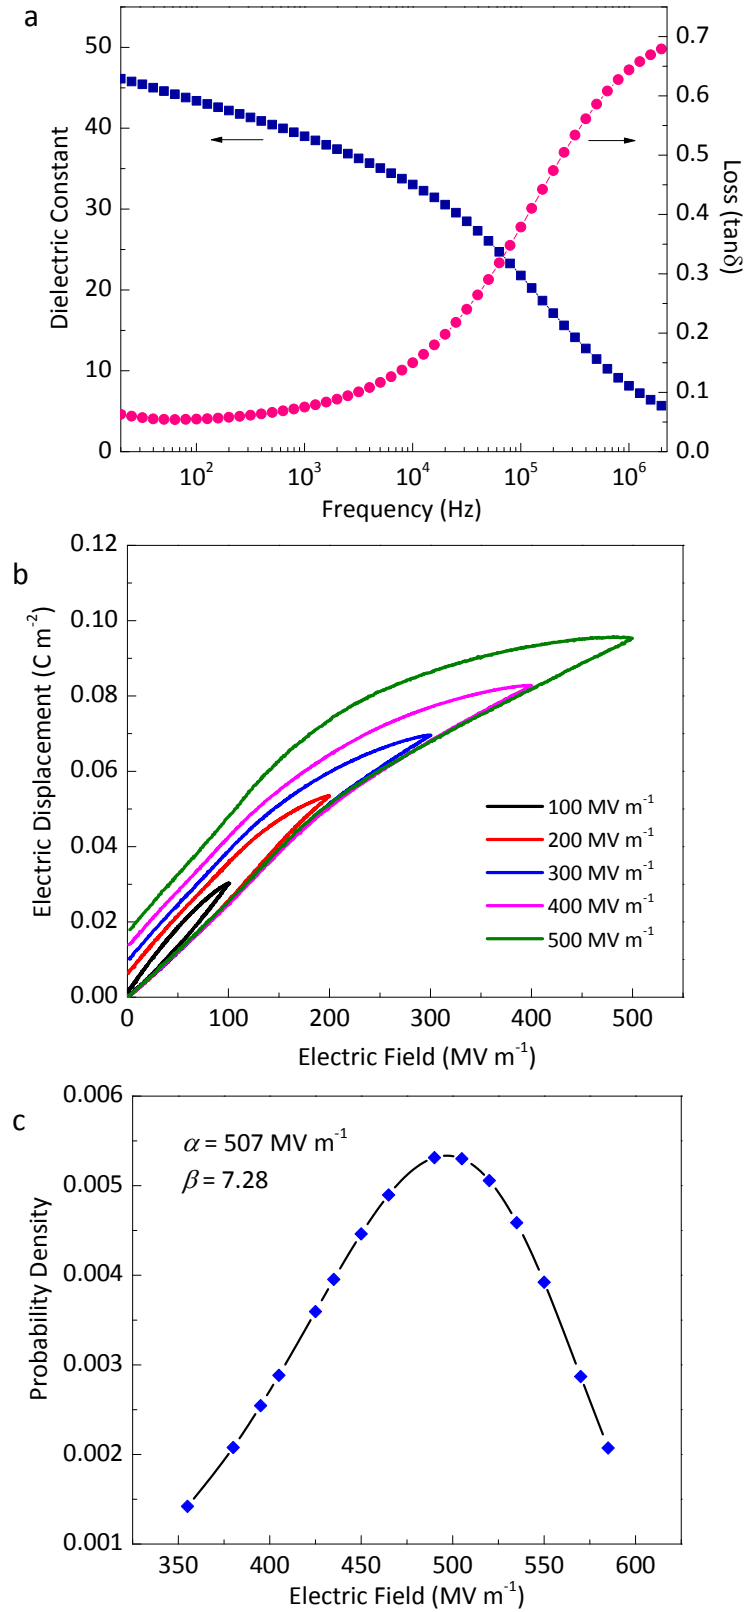 a
50
40
30
20
10
0
Dielectric Constant
0.7
0.6
0.5
0.4
0.3
0.2
0.1
0.0
Loss (tanδ)
10² 10³ 10⁴ 10⁵ 10⁶
Frequency (Hz)
b
0.12
0.10
0.08
0.06
0.04
0.02
0.00
Electric Displacement (C m⁻²)
100 MV m⁻¹
200 MV m⁻¹
300 MV m⁻¹
400 MV m⁻¹
500 MV m⁻¹
0 100 200 300 400 500
Electric Field (MV m⁻¹)
c
0.006
0.005
0.004
0.003
0.002
0.001
Probability Density
α = 507 MV m⁻¹
β = 7.28
350 400 450 500 550 600
Electric Field (MV m⁻¹)